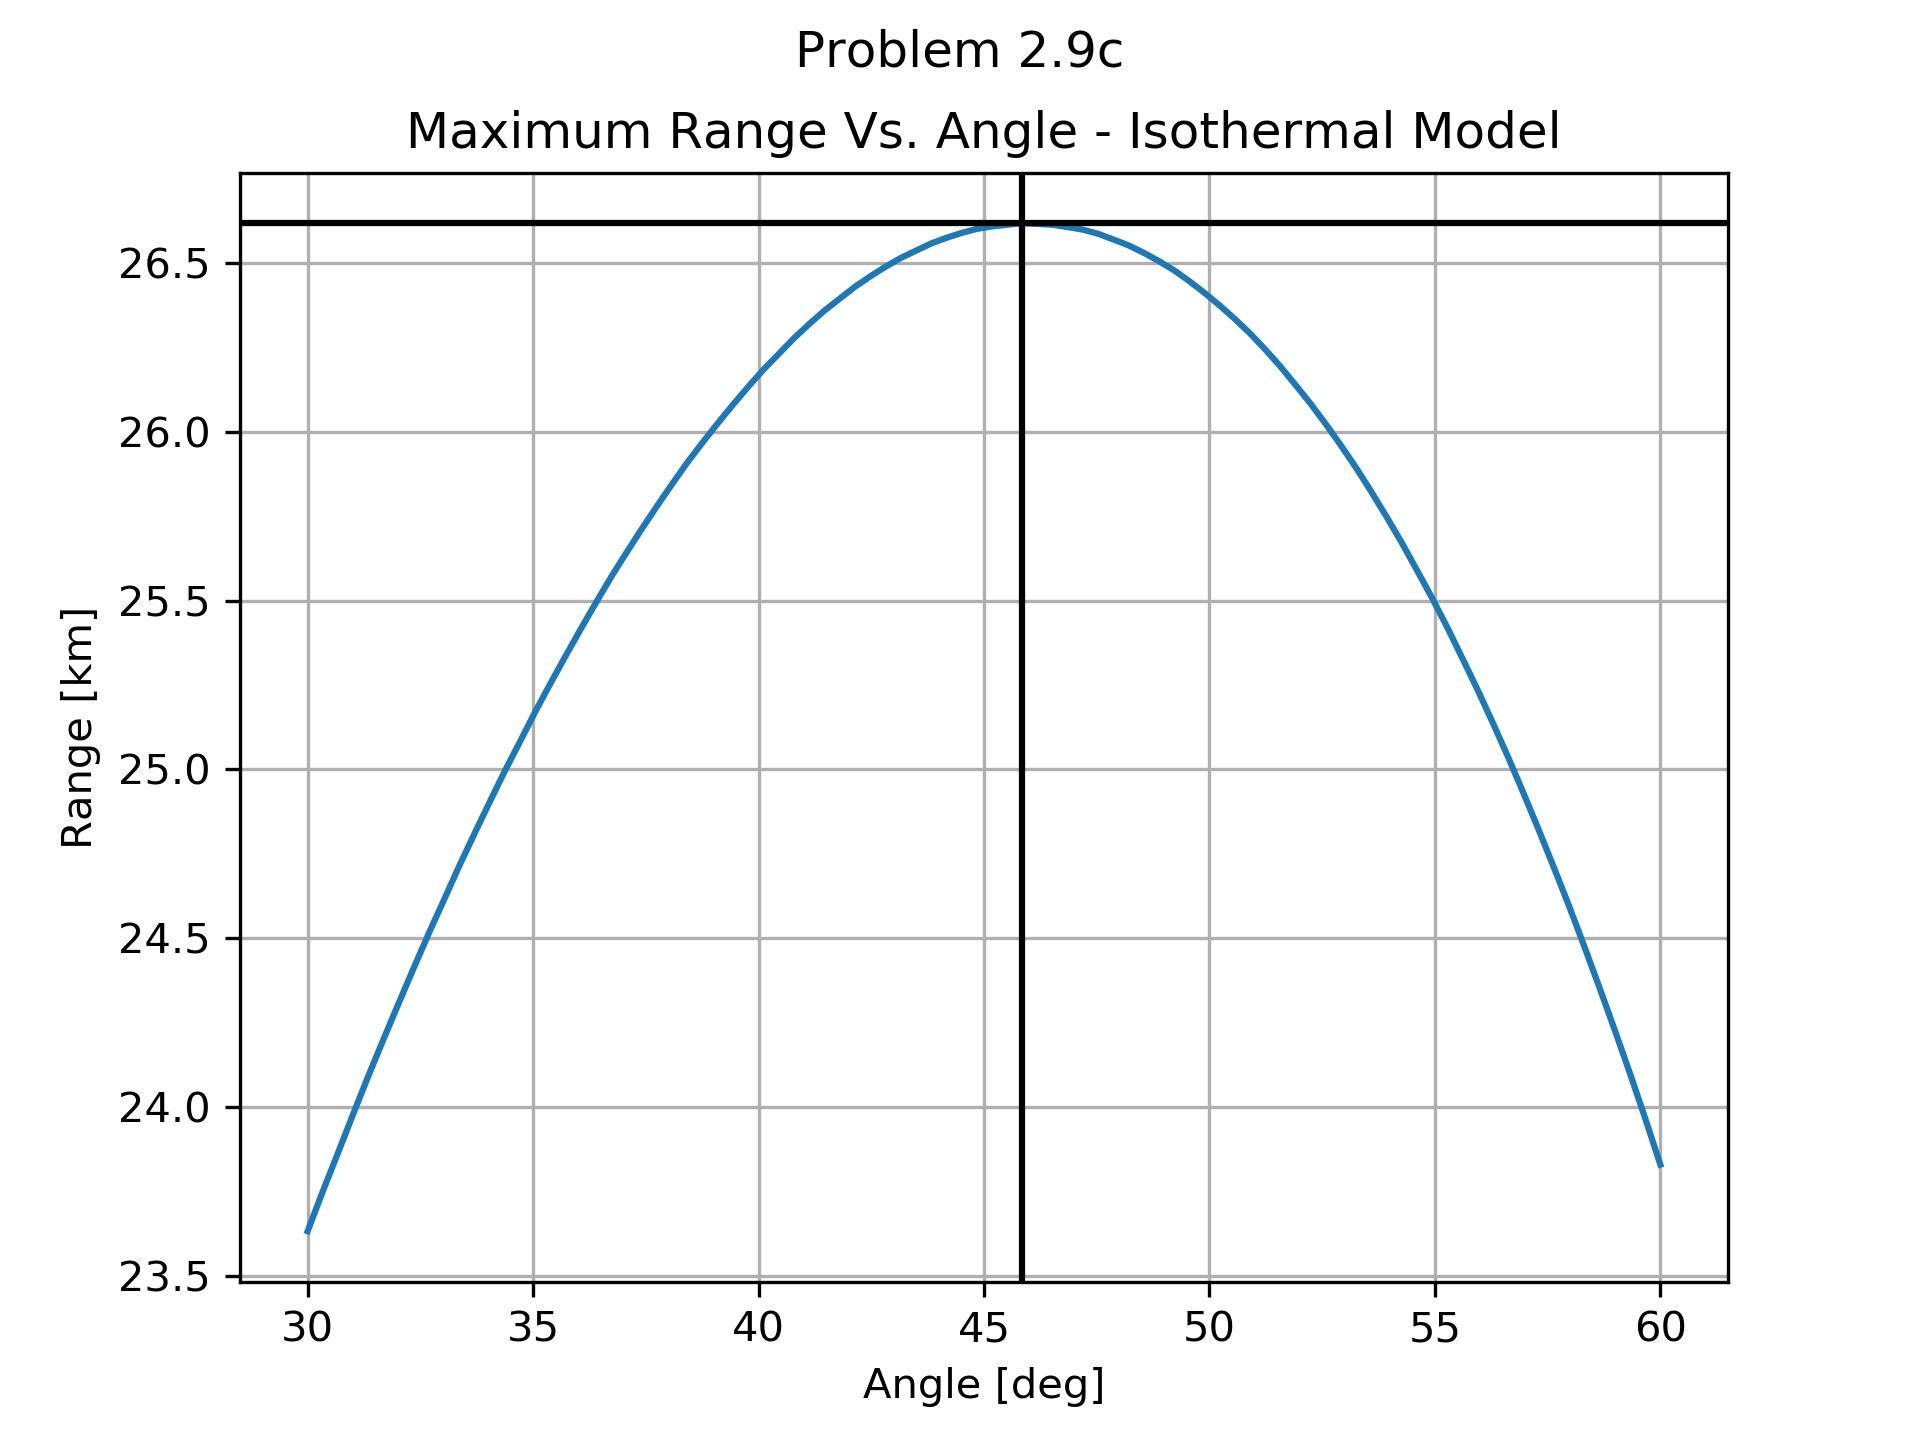 Problem 2.9c
Maximum Range Vs. Angle - Isothermal Model
Range [km]
26.5
26.0
25.5
25.0
24.5
24.0
23.5
30 35 40 45 50 55 60
Angle [deg]